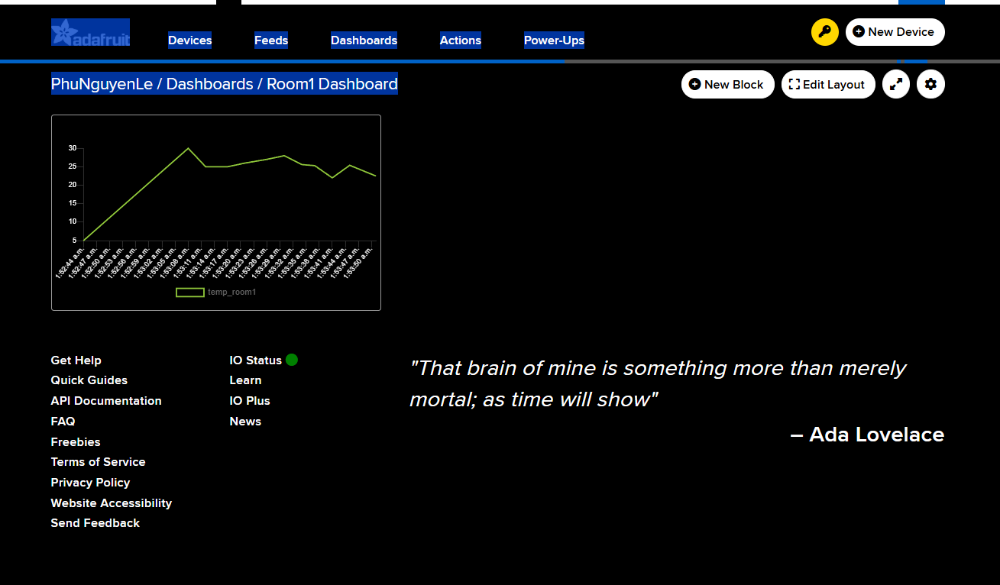 adafruit Devices Feeds Dashboards Actions Power-Ups New Device
PhuNguyenLe / Dashboards / Room1 Dashboard New Block Edit Layout
30
25
20
15
10
5
1:52:44 a.m. 1:52:47 a.m. 1:52:50 a.m. 1:52:53 a.m. 1:52:56 a.m. 1:52:59 a.m. 1:53:02 a.m. 1:53:05 a.m. 1:53:08 a.m. 1:53:11 a.m. 1:53:14 a.m. 1:53:17 a.m. 1:53:20 a.m. 1:53:23 a.m. 1:53:26 a.m. 1:53:29 a.m. 1:53:32 a.m. 1:53:35 a.m. 1:53:38 a.m. 1:53:41 a.m. 1:53:44 a.m. 1:53:47 a.m. 1:53:50 a.m.
temp_room1
Get Help
Quick Guides
API Documentation
FAQ
Freebies
Terms of Service
Privacy Policy
Website Accessibility
Send Feedback
IO Status
Learn
IO Plus
News
"That brain of mine is something more than merely
mortal; as time will show"
– Ada Lovelace